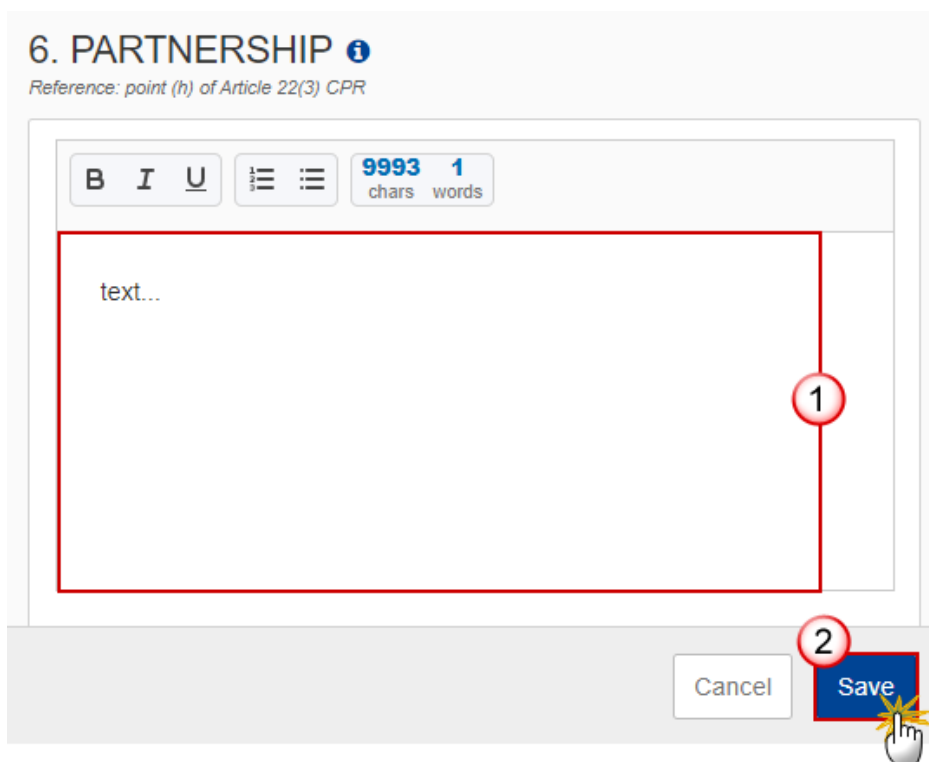 6. PARTNERSHIP
Reference: point (h) of Article 22(3) CPR
B I U 9993 1
chars words
text...
1
2
Cancel Save